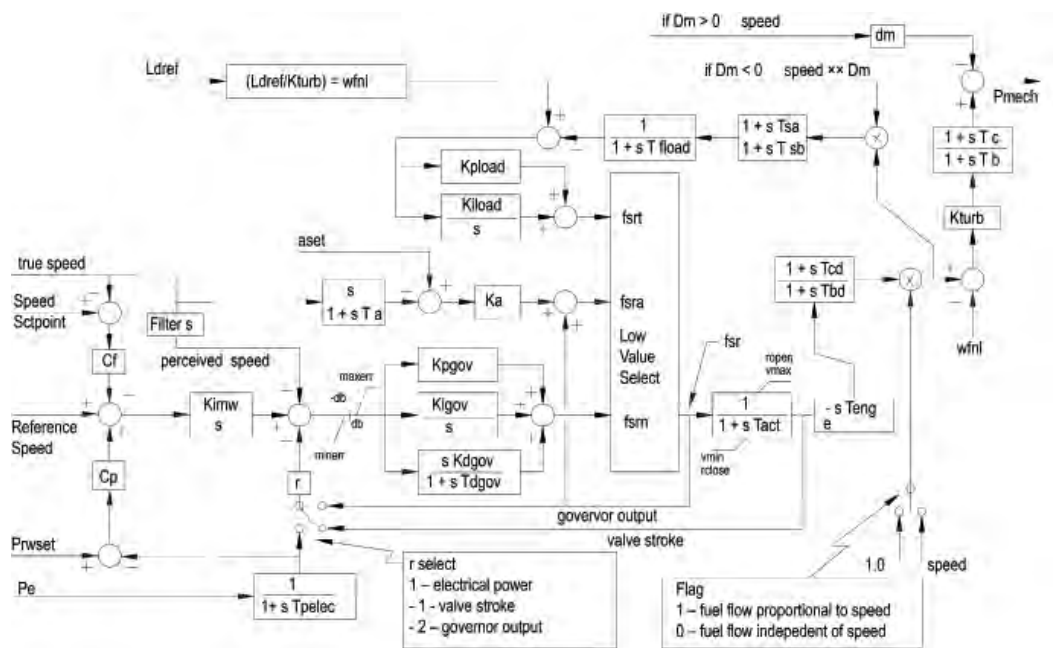 if Dm > 0 speed
dm
Ldref
(Ldref/Kturb) = wfnl
if Dm < 0 speed ×× Dm
−
+
Pmech
+
−
1
1 + s T fload
1 + s Tsa
1 + s T sb
×
1 + s T c
1 + s T b
Kpload
Kiload
s
+
+
fsrt
Kturb
aset
true speed
Speed
Sctpoint
−
+
Filter s
s
1 + s T a
−
+
Ka
+
+
fsra
1 + s Tcd
1 + s Tbd
×
+
−
wfnl
Low
Value
Select
Cf
perceived speed
fsr
ropen
vmax
Reference
Speed
+
−
+
−
Kimw
s
+
−
−
maxerr
-db
db
minerr
Kpgov
KIgov
s
s Kdgov
1 + s Tdgov
+
+
+
fsrn
1
1 + s Tact
vmin
rclose
- s Teng
e
Cp
r
govervor output
valve stroke
Prwset
+
−
Pe
1
1+ s Tpelec
r select
1 – electrical power
- 1 - valve stroke
- 2 – governor output
1.0
speed
Flag
1 – fuel flow proportional to speed
0 – fuel flow indepedent of speed